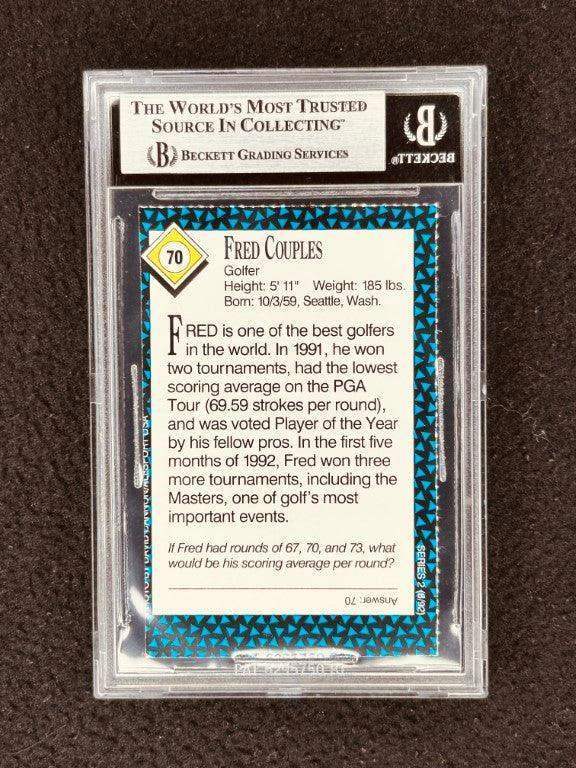 THE WORLD'S MOST TRUSTED
SOURCE IN COLLECTING™
B BECKETT GRADING SERVICES
B
BECKETT®
70
FRED COUPLES
Golfer
Height: 5' 11" Weight: 185 lbs.
Born: 10/3/59, Seattle, Wash.
FRED is one of the best golfers
in the world. In 1991, he won
two tournaments, had the lowest
scoring average on the PGA
Tour (69.59 strokes per round),
and was voted Player of the Year
by his fellow pros. In the first five
months of 1992, Fred won three
more tournaments, including the
Masters, one of golf's most
important events.
If Fred had rounds of 67, 70, and 73, what
would be his scoring average per round?
Answer: 70
SERIES 2 (8/92)